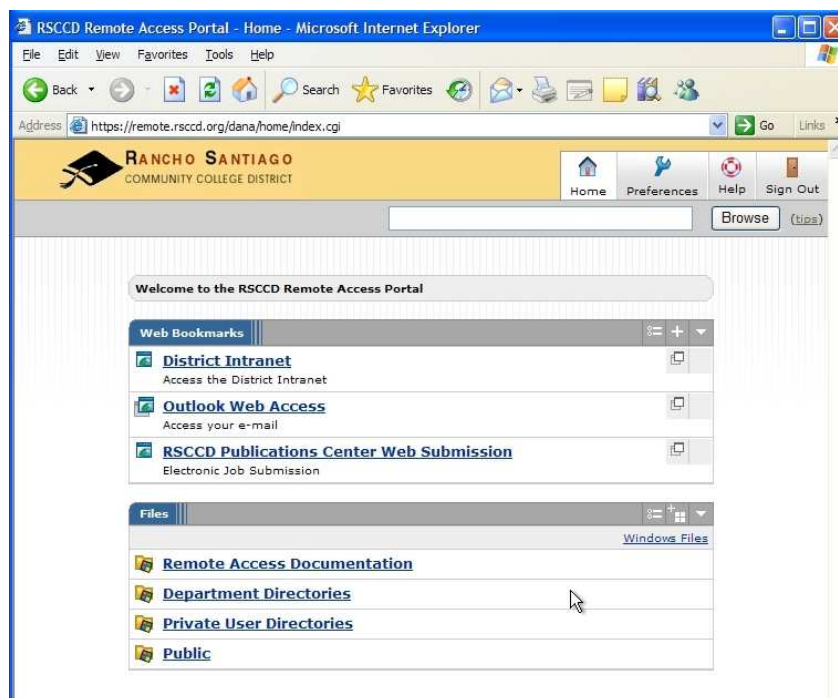 RSCCD Remote Access Portal - Home - Microsoft Internet Explorer
File Edit View Favorites Tools Help
Back Search Favorites
Address https://remote.rsccd.org/dana/home/index.cgi Go Links
RANCHO SANTIAGO
COMMUNITY COLLEGE DISTRICT
Home Preferences Help Sign Out
Browse (tips)
Welcome to the RSCCD Remote Access Portal
Web Bookmarks
District Intranet
Access the District Intranet
Outlook Web Access
Access your e-mail
RSCCD Publications Center Web Submission
Electronic Job Submission
Files
Windows Files
Remote Access Documentation
Department Directories
Private User Directories
Public